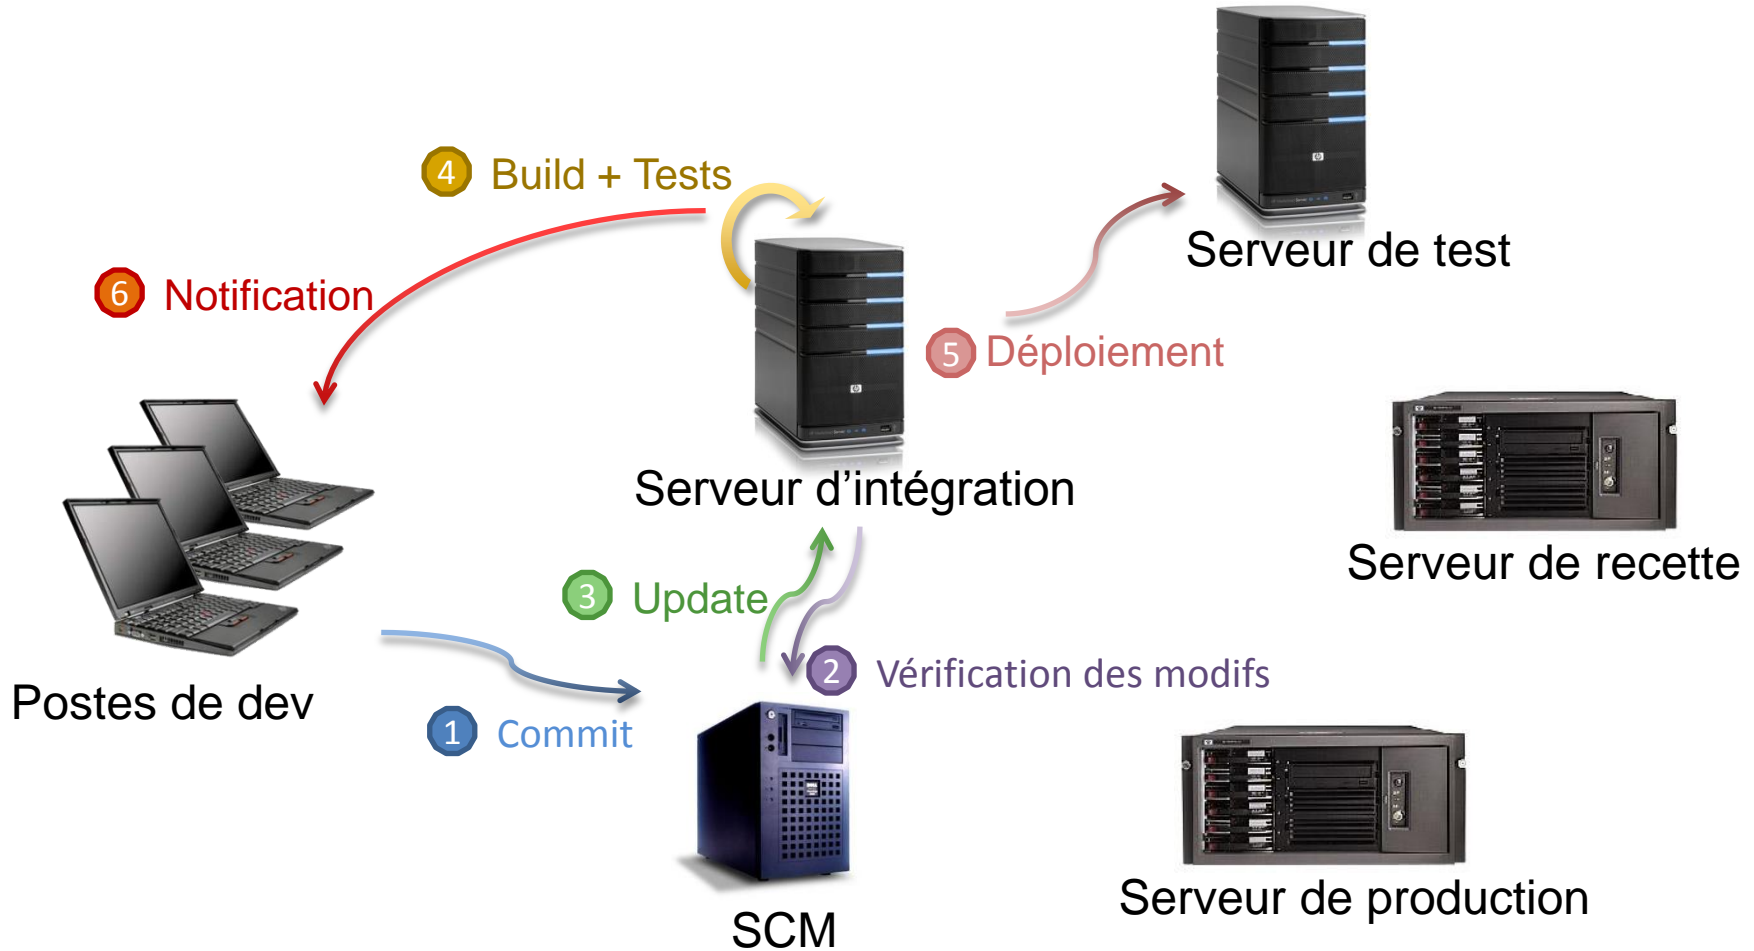 4 Build + Tests
Serveur de test
6 Notification
5 Déploiement
Serveur d’intégration
Serveur de recette
3 Update
2 Vérification des modifs
Postes de dev
1 Commit
Serveur de production
SCM